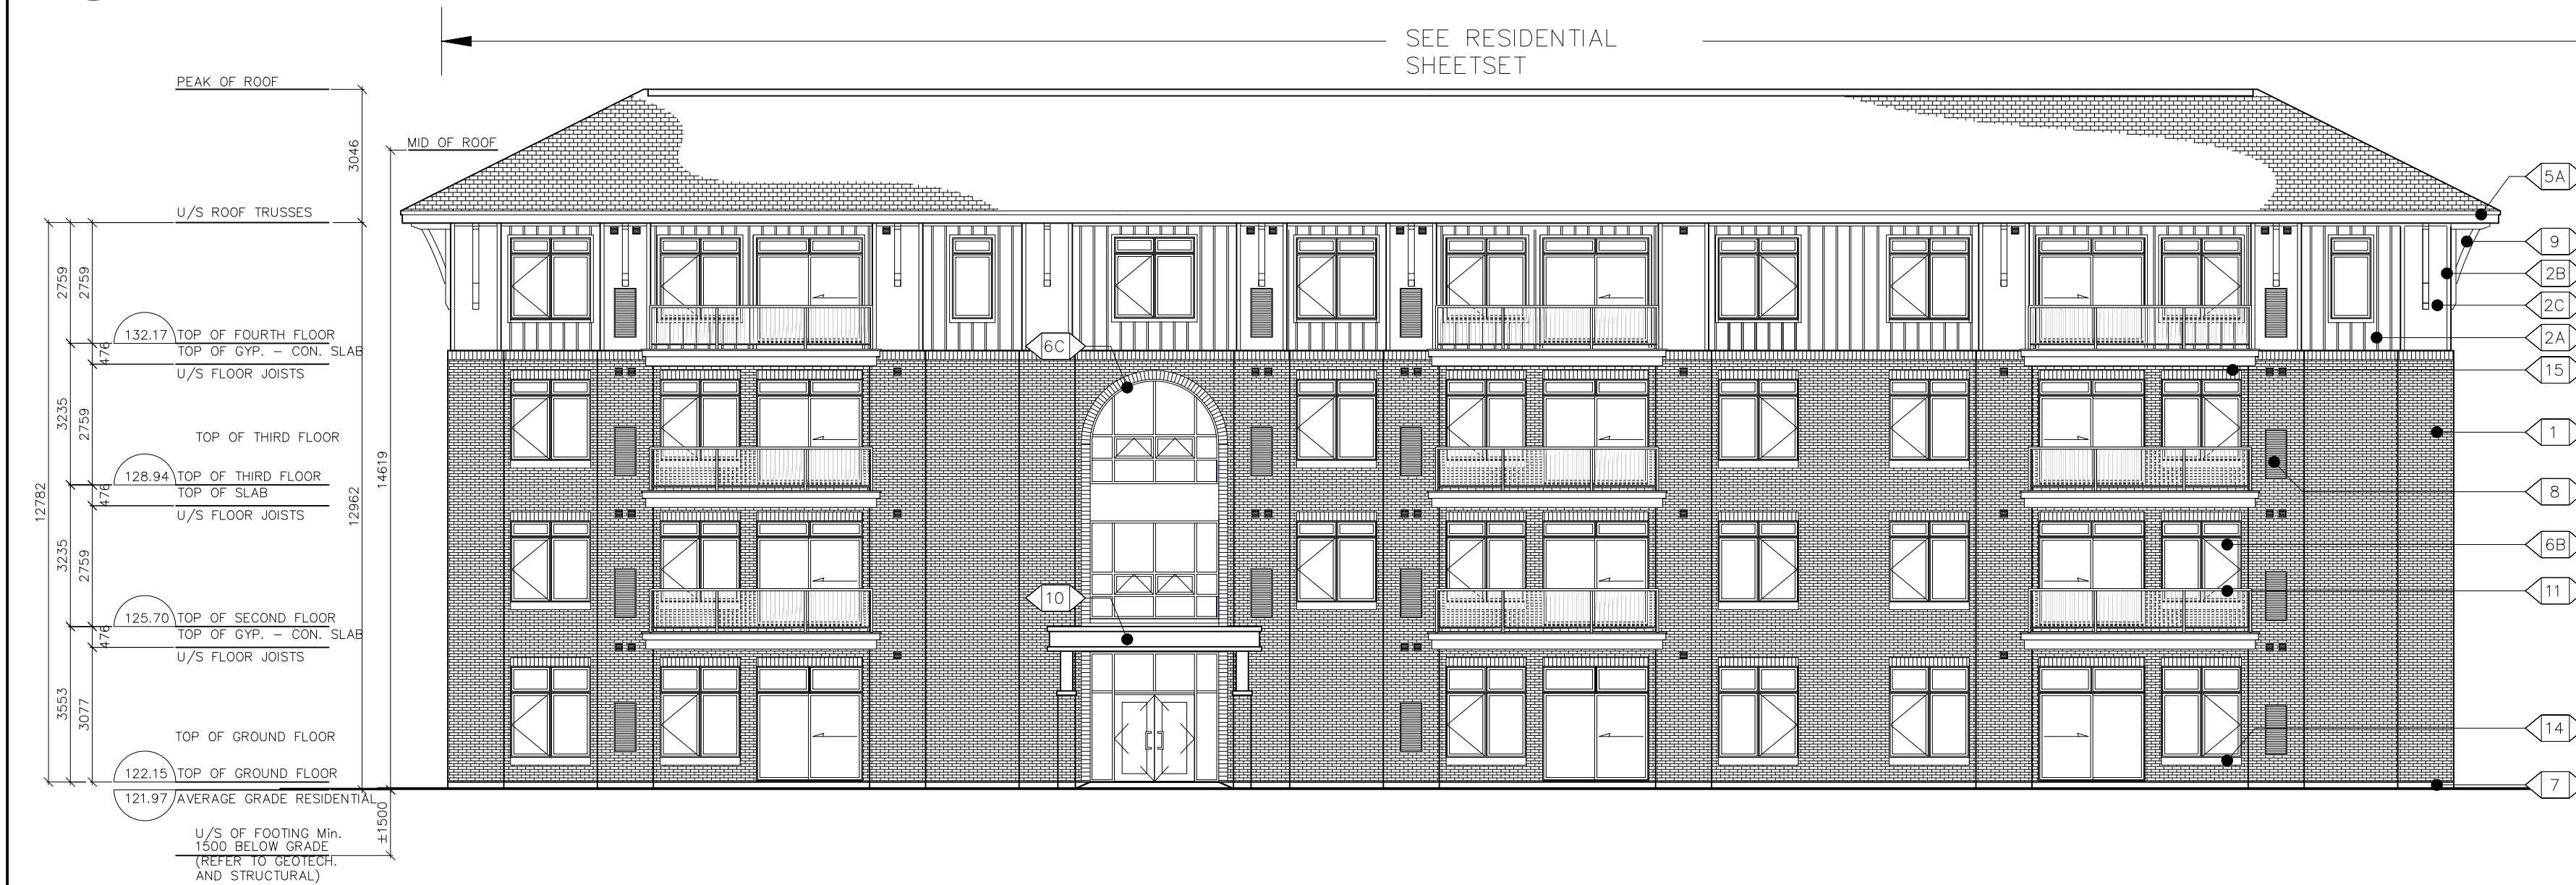 SEE RESIDENTIAL
SHEETSET
PEAK OF ROOF
3046
MID OF ROOF
U/S ROOF TRUSSES
2759
2759
132.17 TOP OF FOURTH FLOOR
476
TOP OF GYP. – CON. SLAB
U/S FLOOR JOISTS
3235
2759
TOP OF THIRD FLOOR
128.94 TOP OF THIRD FLOOR
476
TOP OF SLAB
U/S FLOOR JOISTS
12782
12962
14619
3235
2759
125.70 TOP OF SECOND FLOOR
476
TOP OF GYP. – CON. SLAB
U/S FLOOR JOISTS
3553
3077
TOP OF GROUND FLOOR
122.15 TOP OF GROUND FLOOR
121.97 AVERAGE GRADE RESIDENTIAL
±1500
U/S OF FOOTING Min.
1500 BELOW GRADE
(REFER TO GEOTECH.
AND STRUCTURAL)
6C
10
5A
9
2B
2C
2A
15
1
8
6B
11
14
7